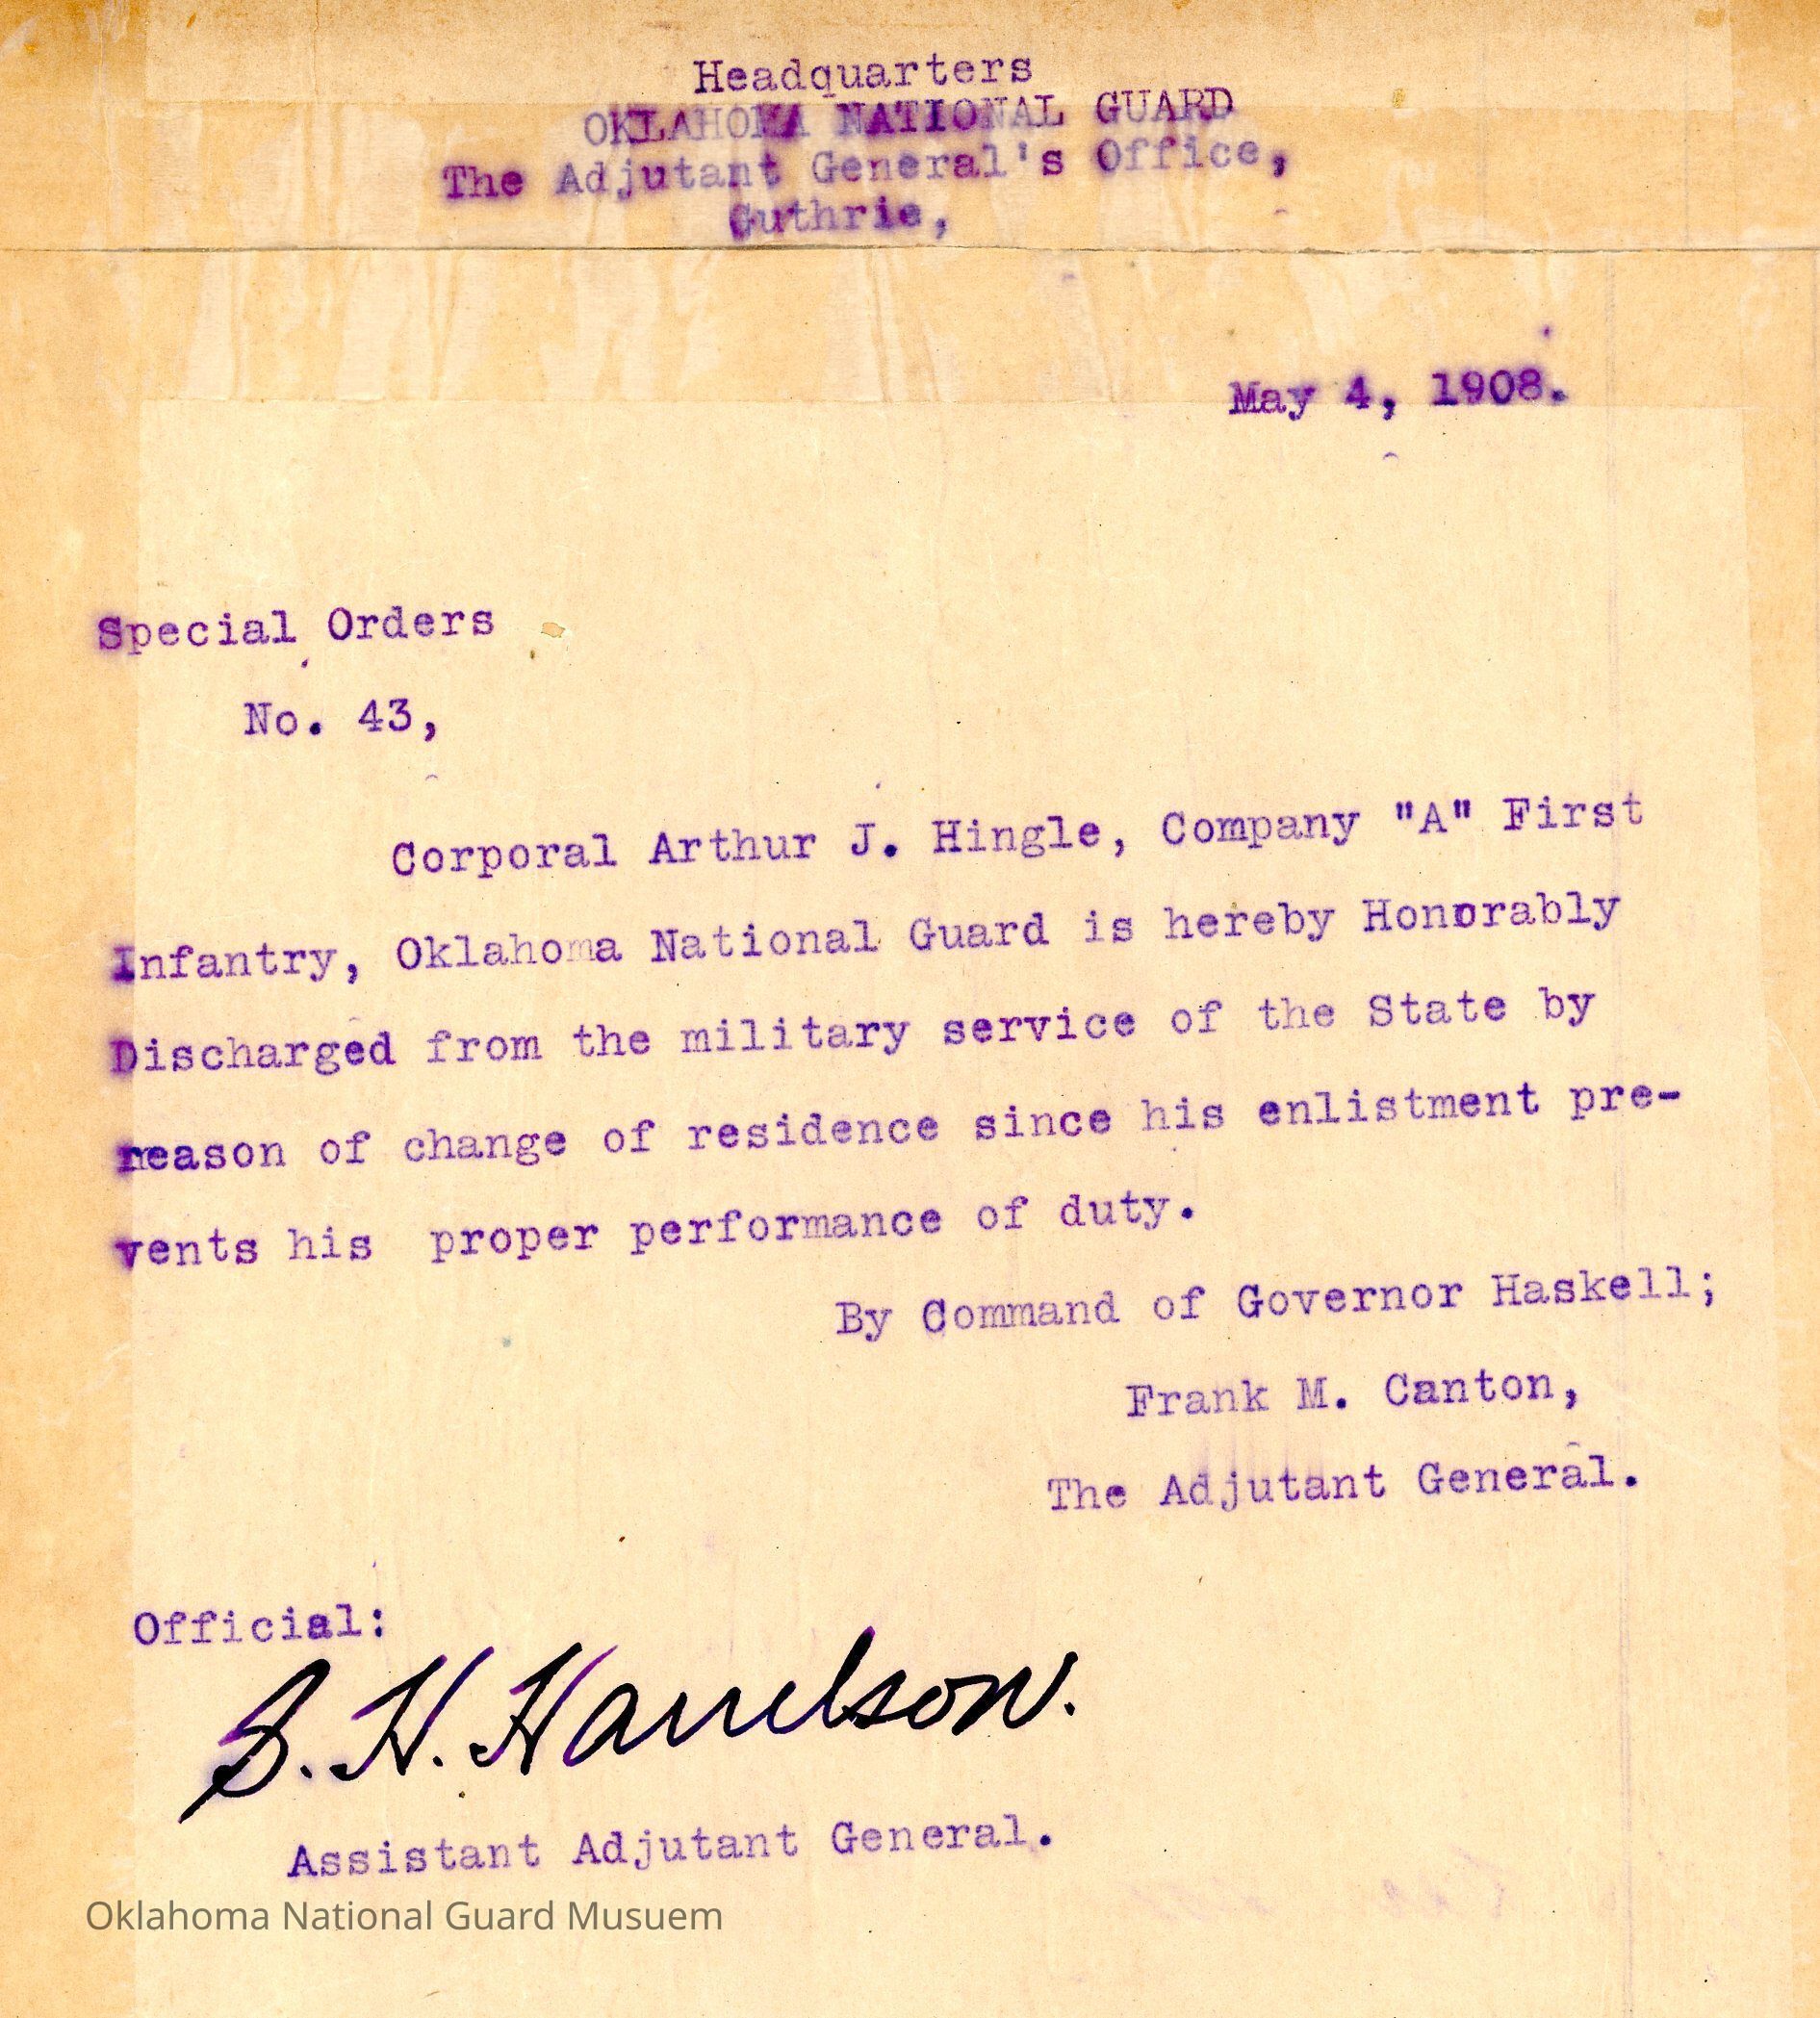 Headquarters
OKLAHOMA NATIONAL GUARD
The Adjutant General's Office,
Guthrie,
May 4, 1908.
Special Orders
No. 43,
Corporal Arthur J. Hingle, Company "A" First
Infantry, Oklahoma National Guard is hereby Honorably
Discharged from the military service of the State by
reason of change of residence since his enlistment pre-
vents his proper performance of duty.
By Command of Governor Haskell;
Frank M. Canton,
The Adjutant General.
Official:
S. H. Harrelson.
Assistant Adjutant General.
Oklahoma National Guard Musuem